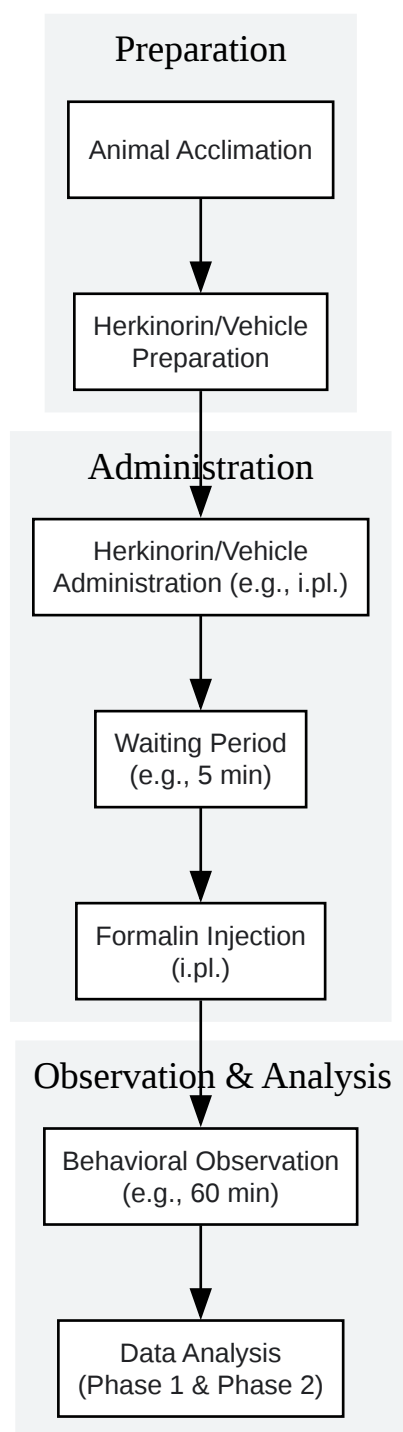 Preparation
Animal Acclimation
Herkinorin/Vehicle
Preparation
Administration
Herkinorin/Vehicle
Administration (e.g., i.pl.)
Waiting Period
(e.g., 5 min)
Formalin Injection
(i.pl.)
Observation & Analysis
Behavioral Observation
(e.g., 60 min)
Data Analysis
(Phase 1 & Phase 2)